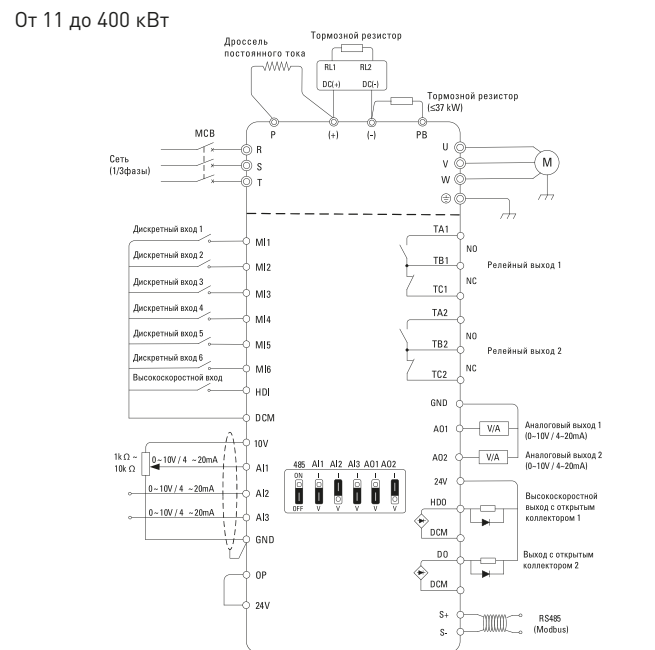 От 11 до 400 кВт
Тормозной резистор
Дроссель
постоянного тока
RL1 RL2
DC(+) DC(-)
Тормозной резистор
(≤37 kW)
P (+) (-) PB
MCB
Сеть
(1/3фазы)
R
S
T
U
V
W
M
Дискретный вход 1
MI1
Дискретный вход 2
MI2
Дискретный вход 3
MI3
Дискретный вход 4
MI4
Дискретный вход 5
MI5
Дискретный вход 6
MI6
Высокоскоростной вход
HDI
DCM
TA1
NO
TB1
Релейный выход 1
NC
TC1
TA2
NO
TB2
Релейный выход 2
NC
TC2
GND
AO1
V/A
Аналоговый выход 1
(0~10V / 4~20mA)
AO2
V/A
Аналоговый выход 2
(0~10V / 4~20mA)
10V
1k Ω ~
10k Ω
0~10V / 4 ~20mA
AI1
0~10V / 4 ~20mA
AI2
0~10V / 4 ~20mA
AI3
GND
OP
24V
485 AI1 AI2 AI3 AO1 AO2
ON I I I I I
OFF V V V V V
24V
HDO
Высокоскоростной
выход с открытым
коллектором 1
DCM
DO
Выход с открытым
коллектором 2
DCM
S+
S-
RS485
(Modbus)